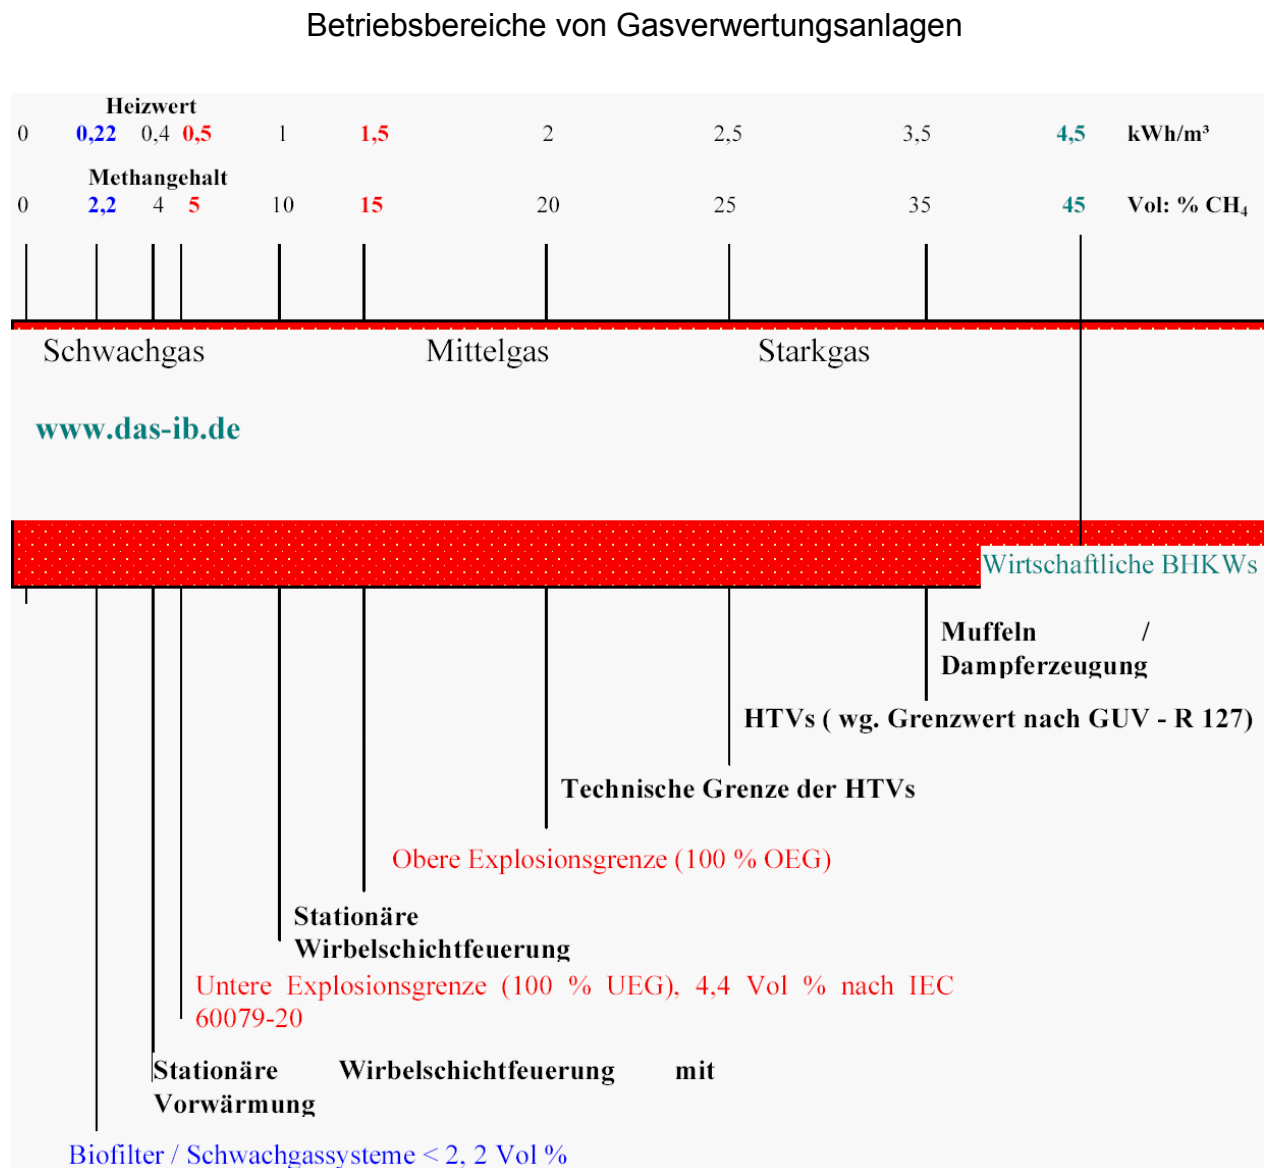 Betriebsbereiche von Gasverwertungsanlagen
Heizwert
0 0,22 0,4 0,5 1 1,5 2 2,5 3,5 4,5 kWh/m³
Methangehalt
0 2,2 4 5 10 15 20 25 35 45 Vol: % CH₄
Schwachgas Mittelgas Starkgas
www.das-ib.de
Wirtschaftliche BHKWs
Muffeln /
Dampferzeugung
HTVs ( wg. Grenzwert nach GUV - R 127)
Technische Grenze der HTVs
Obere Explosionsgrenze (100 % OEG)
Stationäre
Wirbelschichtfeuerung
Untere Explosionsgrenze (100 % UEG), 4,4 Vol % nach IEC
60079-20
Stationäre Wirbelschichtfeuerung mit
Vorwärmung
Biofilter / Schwachgassysteme < 2, 2 Vol %